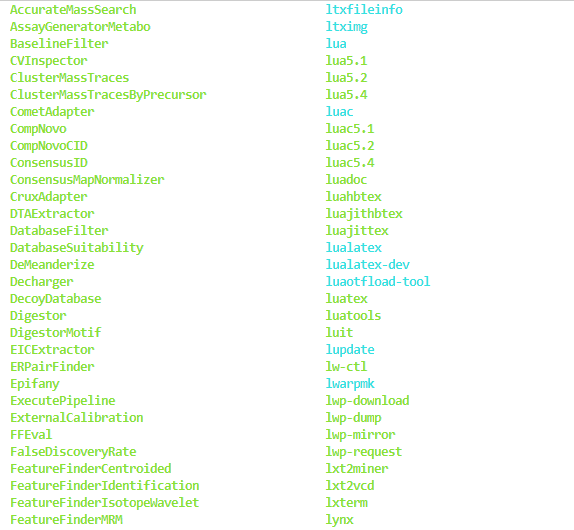 AccurateMassSearch ltxfileinfo
AssayGeneratorMetabo ltximg
BaselineFilter lua
CVInspector lua5.1
ClusterMassTraces lua5.2
ClusterMassTracesByPrecursor lua5.4
CometAdapter luac
CompNovo luac5.1
CompNovoCID luac5.2
ConsensusID luac5.4
ConsensusMapNormalizer luadoc
CruxAdapter luahbtex
DTAExtractor luajithbtex
DatabaseFilter luajittex
DatabaseSuitability lualatex
DeMeanderize lualatex-dev
Decharger luaotfload-tool
DecoyDatabase luatex
Digestor luatools
DigestorMotif luit
EICExtractor lupdate
ERPairFinder lw-ctl
Epifany lwarpmk
ExecutePipeline lwp-download
ExternalCalibration lwp-dump
FFEval lwp-mirror
FalseDiscoveryRate lwp-request
FeatureFinderCentroided lxt2miner
FeatureFinderIdentification lxt2vcd
FeatureFinderIsotopeWavelet lxterm
FeatureFinderMRM lynx